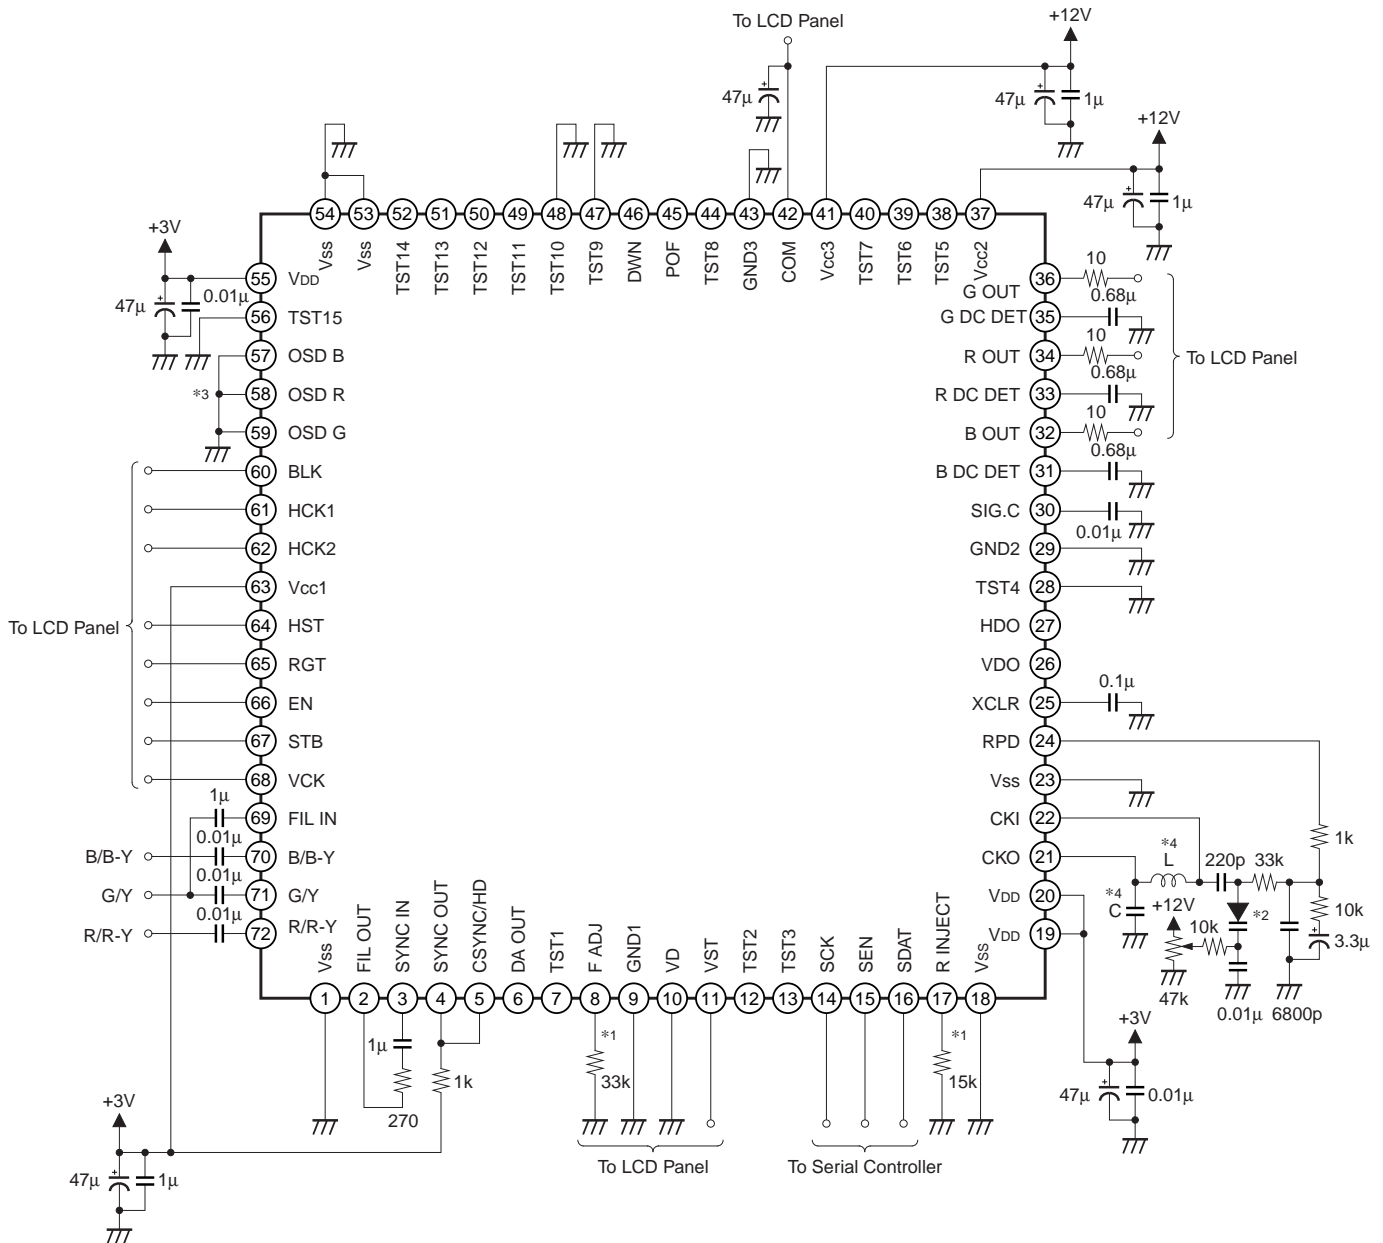 To LCD Panel
+12V
47μ
47μ
1μ
+12V
47μ
1μ
54 53 52 51 50 49 48 47 46 45 44 43 42 41 40 39 38 37
Vss
Vss
TST14
TST13
TST12
TST11
TST10
TST9
DWN
POF
TST8
GND3
COM
Vcc3
TST7
TST6
TST5
Vcc2
+3V
47μ
0.01μ
55 VDD
56 TST15
57 OSD B
*3
58 OSD R
59 OSD G
60 BLK
61 HCK1
62 HCK2
63 Vcc1
To LCD Panel
64 HST
65 RGT
66 EN
67 STB
68 VCK
1μ
69 FIL IN
0.01μ
B/B-Y 70 B/B-Y
0.01μ
G/Y 71 G/Y
0.01μ
R/R-Y 72 R/R-Y
G OUT 36
10
0.68μ
G DC DET 35
R OUT 34
10
0.68μ
To LCD Panel
R DC DET 33
B OUT 32
10
0.68μ
B DC DET 31
SIG.C 30
0.01μ
GND2 29
TST4 28
HDO 27
VDO 26
XCLR 25
0.1μ
RPD 24
Vss 23
CKI 22
CKO 21
VDD 20
VDD 19
1k
*4
L
220p
33k
*4
C
+12V
*2
10k
10k
3.3μ
47k
0.01μ
6800p
+3V
47μ
0.01μ
Vss
FIL OUT
SYNC IN
SYNC OUT
CSYNC/HD
DA OUT
TST1
F ADJ
GND1
VD
VST
TST2
TST3
SCK
SEN
SDAT
R INJECT
Vss
1 2 3 4 5 6 7 8 9 10 11 12 13 14 15 16 17 18
1μ
270
1k
*1
33k
*1
15k
To LCD Panel
To Serial Controller
+3V
47μ
1μ